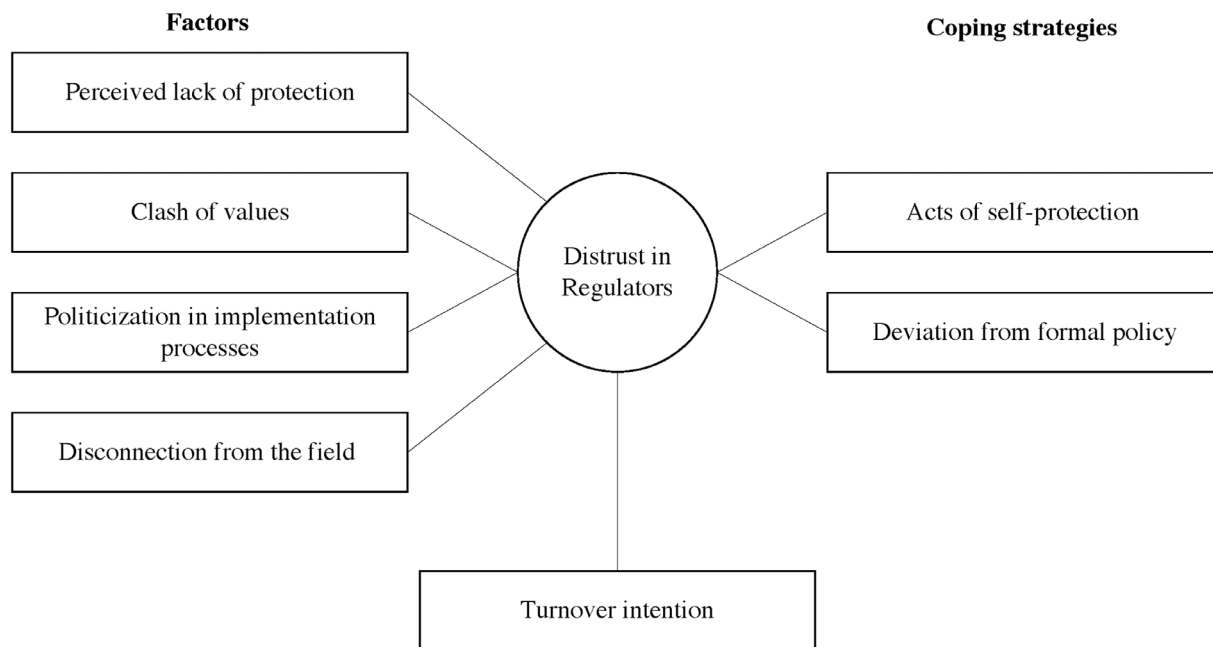 Factors
Perceived lack of protection
Clash of values
Politicization in implementation
processes
Disconnection from the field
Distrust in
Regulators
Turnover intention
Coping strategies
Acts of self-protection
Deviation from formal policy